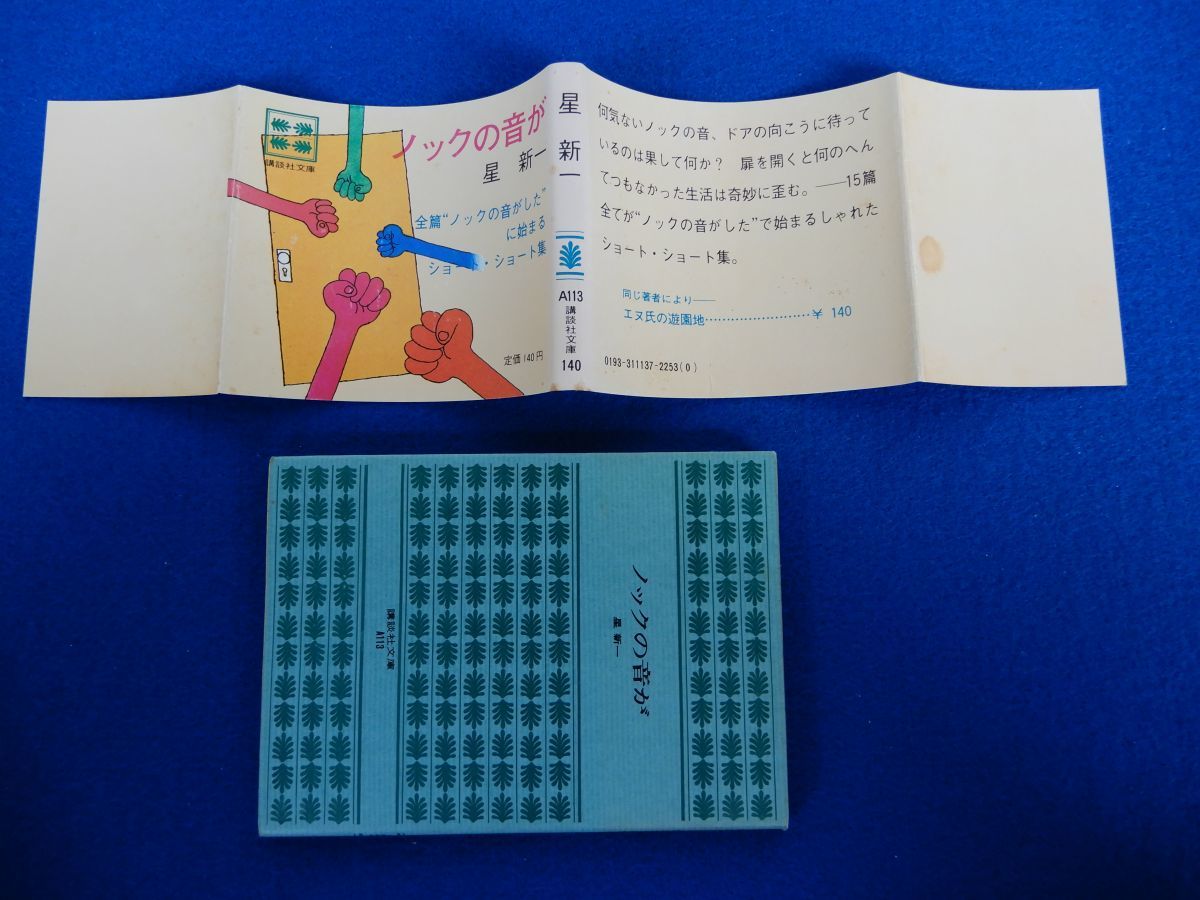 講談社文庫
ノックの音が
星 新一
全篇“ノックの音がした”
に始まる
ショート・ショート集
定価140円
星 新一
A113
講談社文庫
140
何気ないノックの音、ドアの向こうに待って
いるのは果して何か？ 扉を開くと何のへん
てつもなかった生活は奇妙に歪む。——15篇
全てが“ノックの音がした”で始まるしゃれた
ショート・ショート集。
同じ著者により——
エヌ氏の遊園地……………………¥ 140
0193-311137-2253(0)
ノックの音が
星 新一
講談社文庫
A113